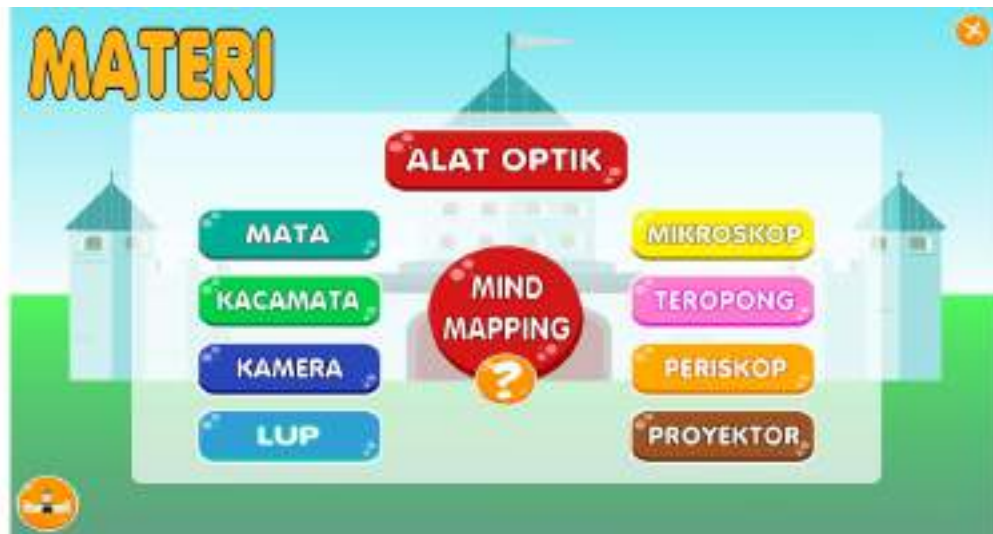 MATERI
ALAT OPTIK
MATA
KACAMATA
KAMERA
LUP
MIND
MAPPING
?
MIKROSKOP
TEROPONG
PERISKOP
PROYEKTOR